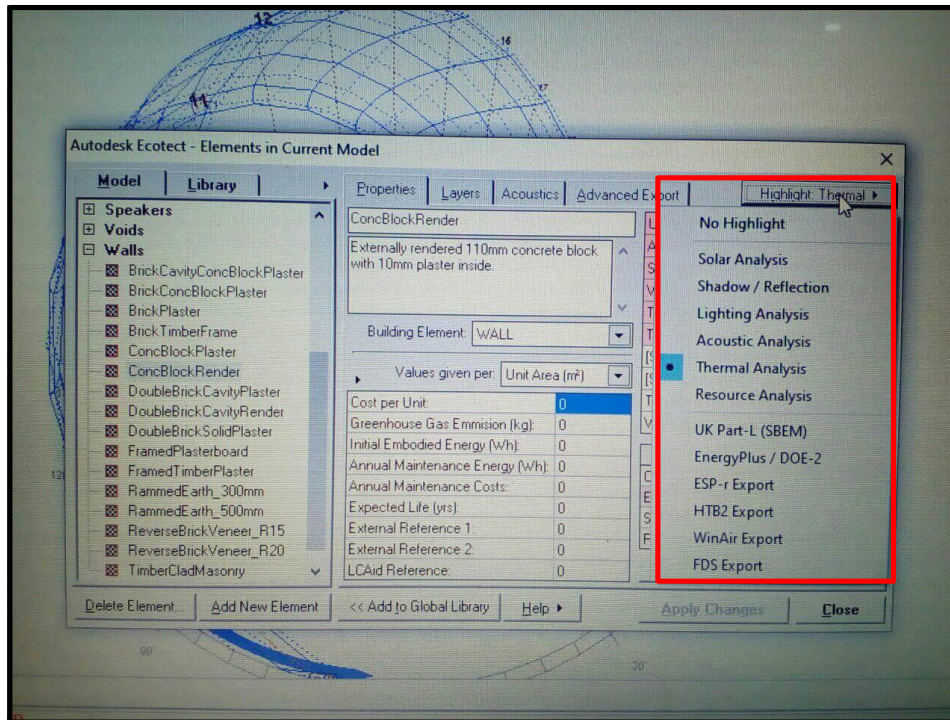 12
16
11
17
Autodesk Ecotect - Elements in Current Model
Model
Library
Speakers
Voids
Walls
BrickCavityConcBlockPlaster
BrickConcBlockPlaster
BrickPlaster
BrickTimberFrame
ConcBlockPlaster
ConcBlockRender
DoubleBrickCavityPlaster
DoubleBrickCavityRender
DoubleBrickSolidPlaster
FramedPlasterboard
FramedTimberPlaster
RammedEarth_300mm
RammedEarth_500mm
ReverseBrickVeneer_R15
ReverseBrickVeneer_R20
TimberCladMasonry
Delete Element...
Add New Element
Properties
Layers
Acoustics
Advanced
Export
ConcBlockRender
Externally rendered 110mm concrete block
with 10mm plaster inside.
Building Element: WALL
Values given per: Unit Area (m²)
Cost per Unit: 0
Greenhouse Gas Emmision (kg): 0
Initial Embodied Energy (Wh): 0
Annual Maintenance Energy (Wh): 0
Annual Maintenance Costs: 0
Expected Life (yrs): 0
External Reference 1: 0
External Reference 2: 0
LCAid Reference: 0
<< Add to Global Library
Help
Highlight: Thermal
No Highlight
Solar Analysis
Shadow / Reflection
Lighting Analysis
Acoustic Analysis
Thermal Analysis
Resource Analysis
UK Part-L (SBEM)
EnergyPlus / DOE-2
ESP-r Export
HTB2 Export
WinAir Export
FDS Export
Apply Changes
Close
90°